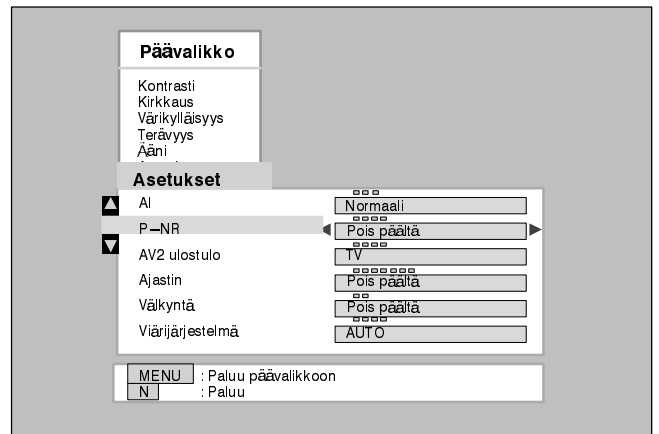 Päävalikko
Kontrasti
Kirkkaus
Värikylläisyys
Terävyys
Ääni
Asetukset
AI Normaali
P–NR Pois päältä
AV2 ulostulo TV
Ajastin Pois päältä
Välkyntä Pois päältä
Viärijärjestelmä AUTO
MENU : Paluu päävalikkoon
N : Paluu